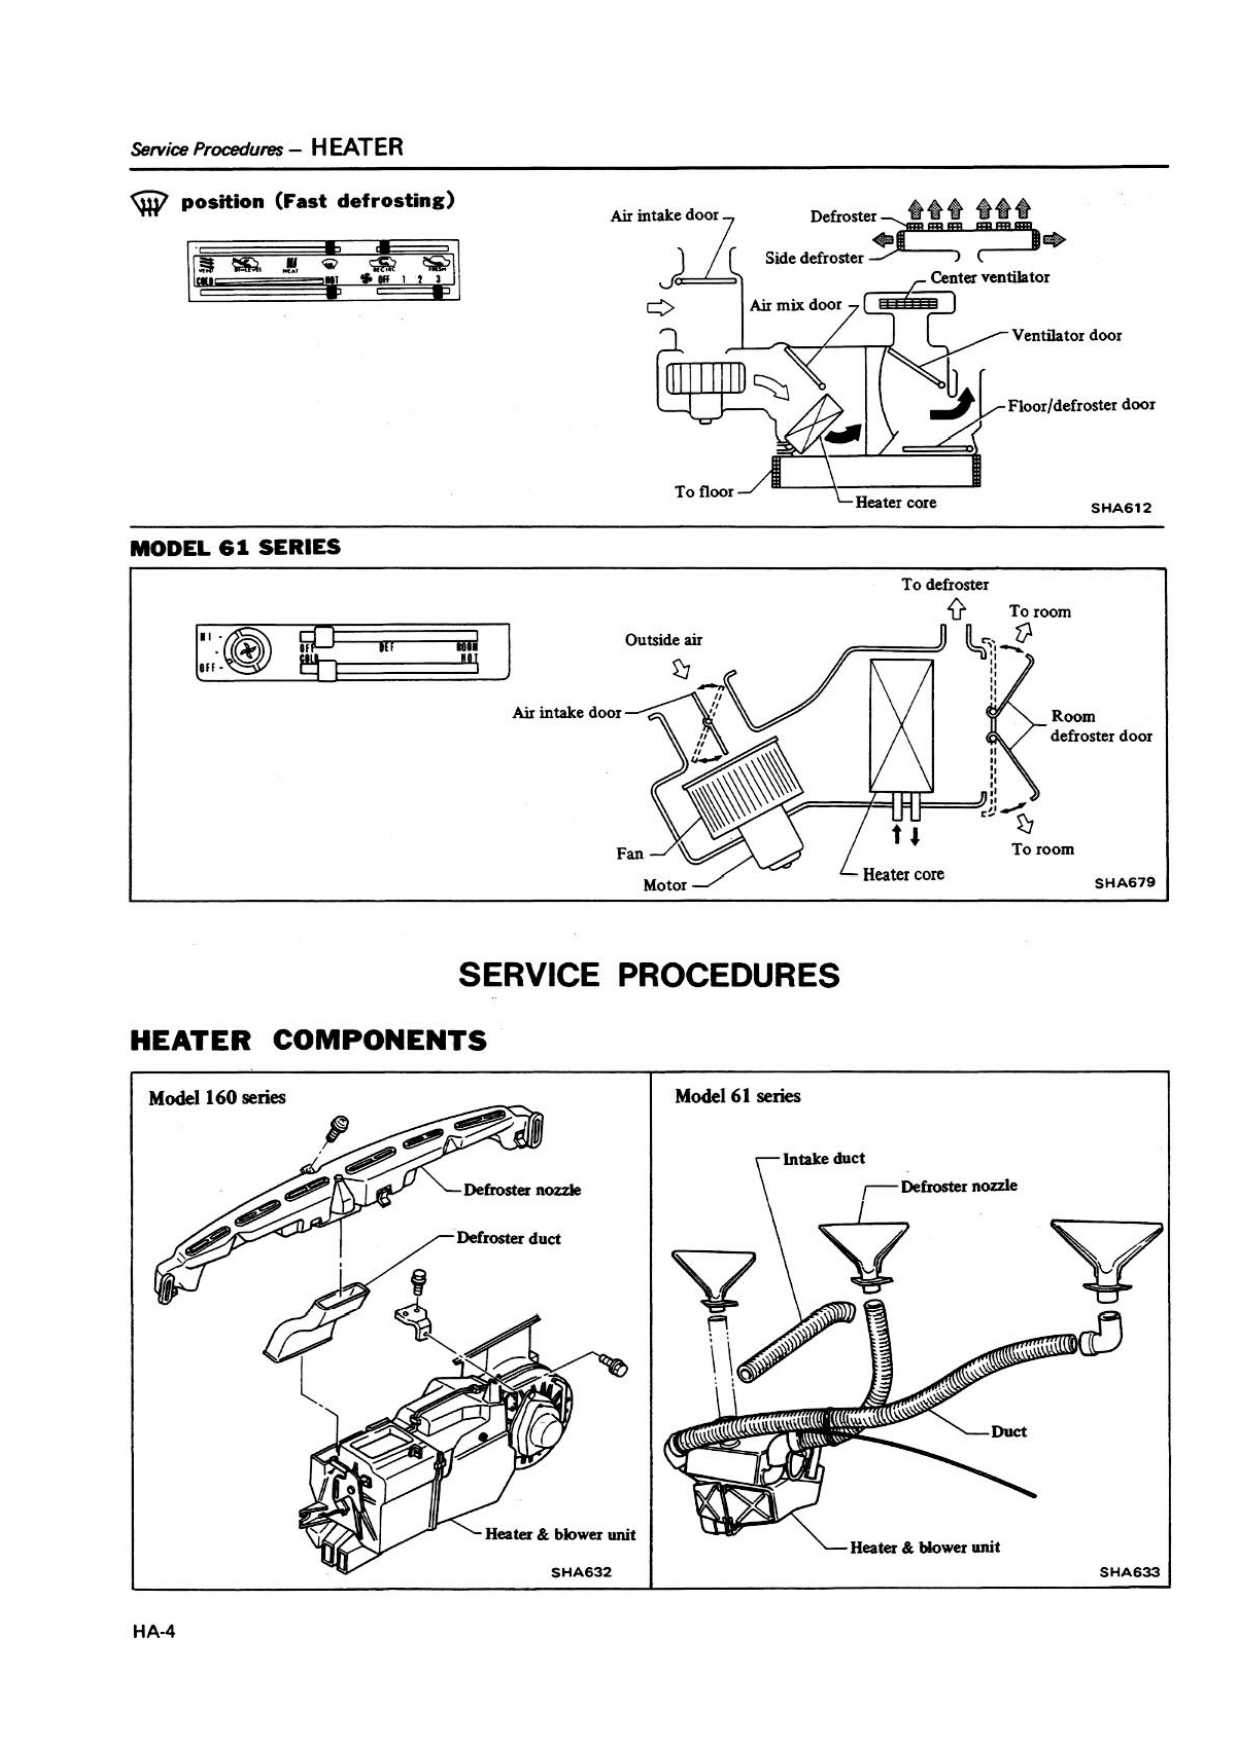 Service Procedures — HEATER
position (Fast defrosting)
VENT BI-LEVEL HEAT RECIRC FRESH
COLD HOT OFF 1 2 3
Air intake door
Defroster
Side defroster
Center ventilator
Air mix door
Ventilator door
Floor/defroster door
To floor
Heater core
SHA612
MODEL 61 SERIES
HI
OFF
OFF DEF ROOM
COLD HOT
To defroster
To room
Outside air
Air intake door
Room
defroster door
Fan
To room
Motor
Heater core
SHA679
SERVICE PROCEDURES
HEATER COMPONENTS
Model 160 series
Defroster nozzle
Defroster duct
Heater & blower unit
SHA632
Model 61 series
Intake duct
Defroster nozzle
Duct
Heater & blower unit
SHA633
HA-4